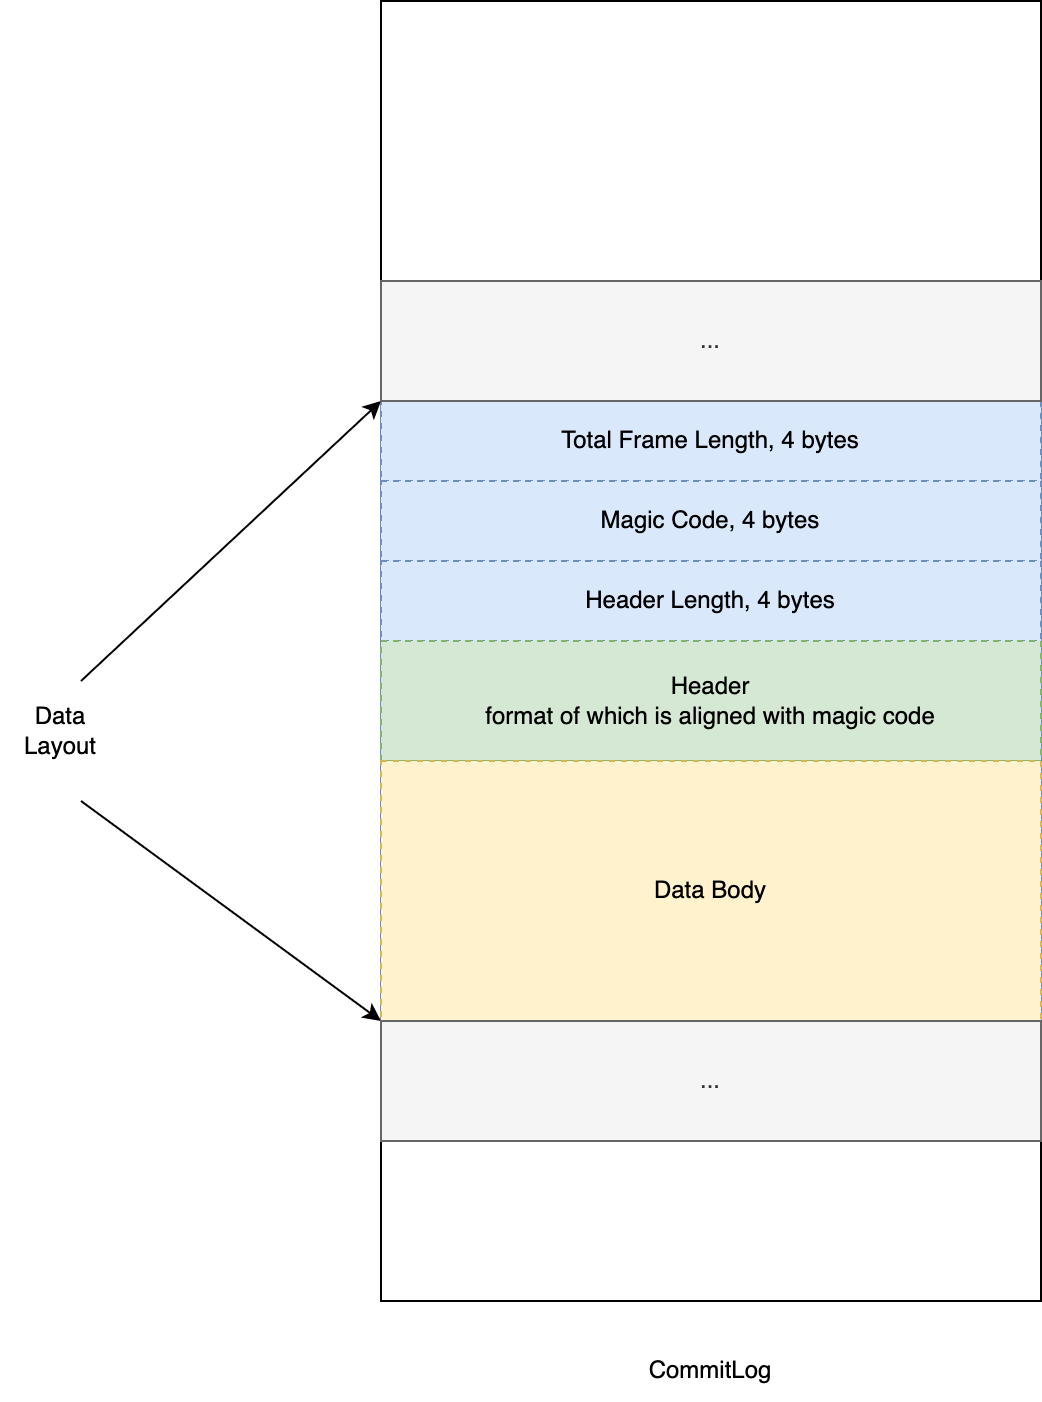 ...
Total Frame Length, 4 bytes
Magic Code, 4 bytes
Header Length, 4 bytes
Header
format of which is aligned with magic code
Data
Layout
Data Body
...
CommitLog